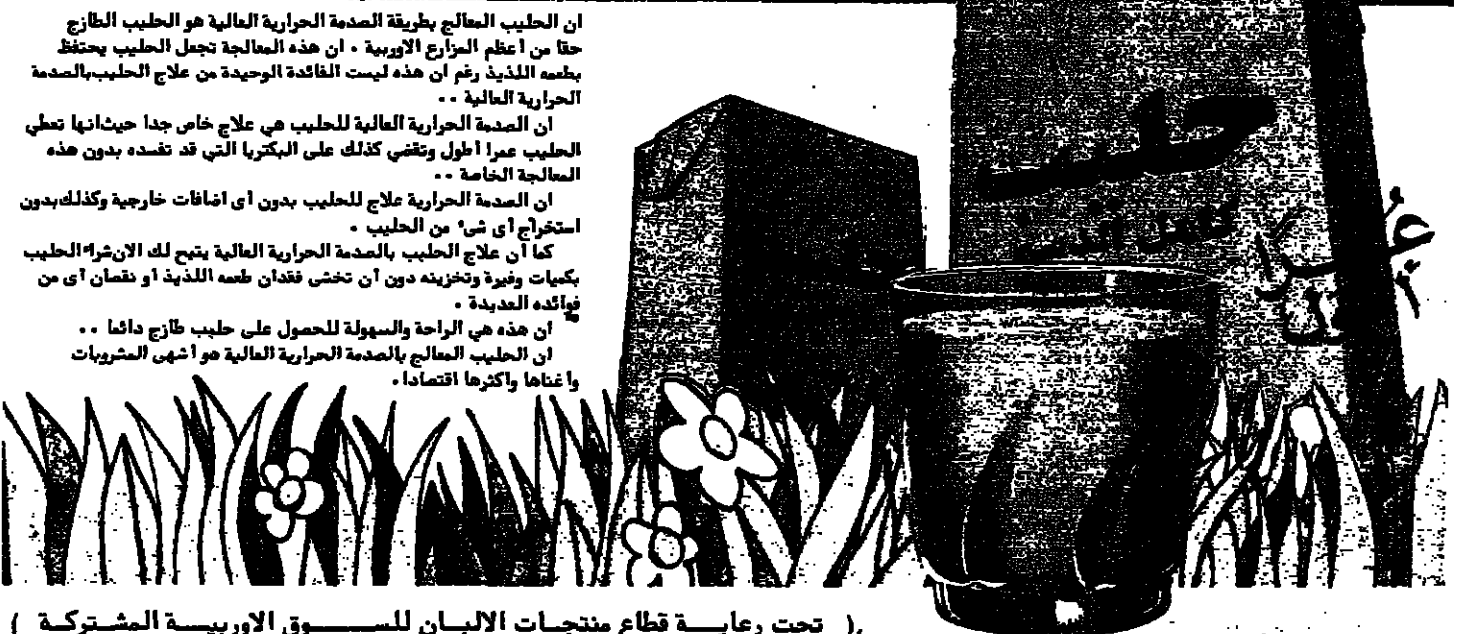 ان الحليب المعالج بطريقة الصدمة الحرارية العالية هو الحليب الطازج
حقا من أعظم المزارع الاوربية . ان هذه المعالجة تجعل الحليب يحتفظ
بطعمه اللذيذ رغم ان هذه ليست الفائدة الوحيدة من علاج الحليب بالصدمة
الحرارية العالية ..
ان الصدمة الحرارية العالية للحليب هي علاج خاص جدا حيث انها تعطي
الحليب عمرا أطول وتقضي كذلك على البكتريا التي قد تفسده بدون هذه
المعالجة الخاصة ..
ان الصدمة الحرارية علاج للحليب بدون أى اضافات خارجية وكذلك بدون
استخراج أى شىء من الحليب .
كما أن علاج الحليب بالصدمة الحرارية العالية يتيح لك الان شراء الحليب
بكميات وفيرة وتخزينه دون أن تخشى فقدان طعمه اللذيذ أو نقصان أى من
فوائده العديدة .
ان هذه هي الراحة والسهولة للحصول على حليب طازج دائما ..
ان الحليب المعالج بالصدمة الحرارية العالية هو أشهى المشروبات
وأغناها واكثرها اقتصادا .
حليب
كامل الدسم
( تحت رعاية قطاع منتجات الالبان للسوق الاوربية المشتركة )